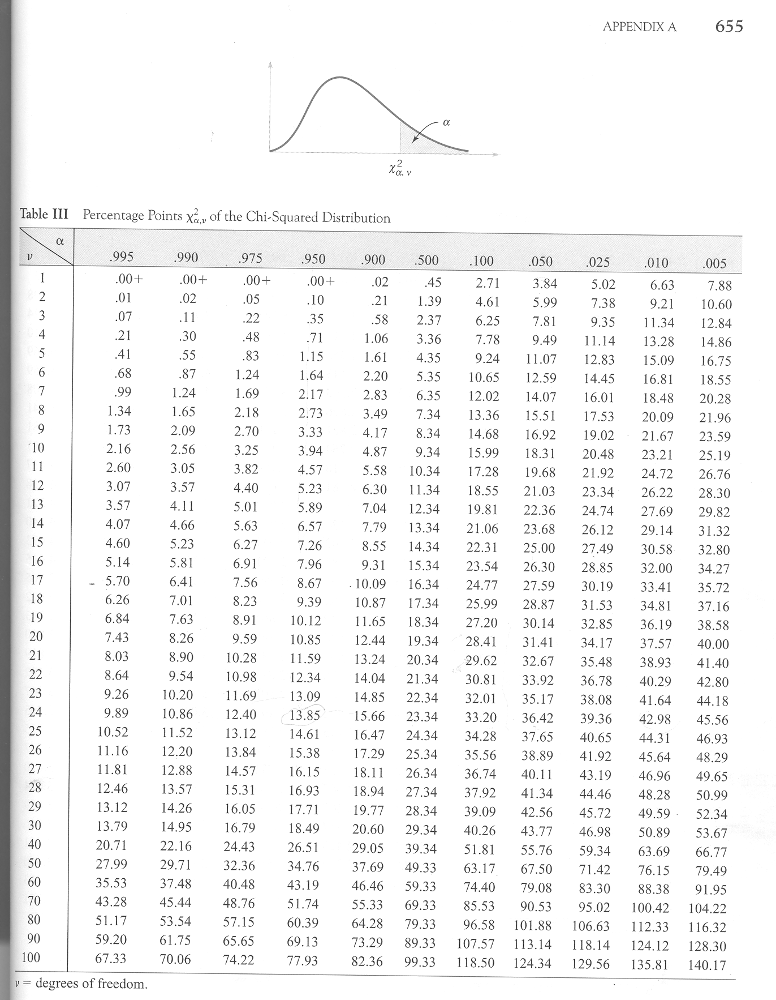 APPENDIX A 655
α
χ²α, ν
Table III Percentage Points χ²α,ν of the Chi-Squared Distribution
α
ν .995 .990 .975 .950 .900 .500 .100 .050 .025 .010 .005
1 .00+ .00+ .00+ .00+ .02 .45 2.71 3.84 5.02 6.63 7.88
2 .01 .02 .05 .10 .21 1.39 4.61 5.99 7.38 9.21 10.60
3 .07 .11 .22 .35 .58 2.37 6.25 7.81 9.35 11.34 12.84
4 .21 .30 .48 .71 1.06 3.36 7.78 9.49 11.14 13.28 14.86
5 .41 .55 .83 1.15 1.61 4.35 9.24 11.07 12.83 15.09 16.75
6 .68 .87 1.24 1.64 2.20 5.35 10.65 12.59 14.45 16.81 18.55
7 .99 1.24 1.69 2.17 2.83 6.35 12.02 14.07 16.01 18.48 20.28
8 1.34 1.65 2.18 2.73 3.49 7.34 13.36 15.51 17.53 20.09 21.96
9 1.73 2.09 2.70 3.33 4.17 8.34 14.68 16.92 19.02 21.67 23.59
10 2.16 2.56 3.25 3.94 4.87 9.34 15.99 18.31 20.48 23.21 25.19
11 2.60 3.05 3.82 4.57 5.58 10.34 17.28 19.68 21.92 24.72 26.76
12 3.07 3.57 4.40 5.23 6.30 11.34 18.55 21.03 23.34 26.22 28.30
13 3.57 4.11 5.01 5.89 7.04 12.34 19.81 22.36 24.74 27.69 29.82
14 4.07 4.66 5.63 6.57 7.79 13.34 21.06 23.68 26.12 29.14 31.32
15 4.60 5.23 6.27 7.26 8.55 14.34 22.31 25.00 27.49 30.58 32.80
16 5.14 5.81 6.91 7.96 9.31 15.34 23.54 26.30 28.85 32.00 34.27
17 5.70 6.41 7.56 8.67 10.09 16.34 24.77 27.59 30.19 33.41 35.72
18 6.26 7.01 8.23 9.39 10.87 17.34 25.99 28.87 31.53 34.81 37.16
19 6.84 7.63 8.91 10.12 11.65 18.34 27.20 30.14 32.85 36.19 38.58
20 7.43 8.26 9.59 10.85 12.44 19.34 28.41 31.41 34.17 37.57 40.00
21 8.03 8.90 10.28 11.59 13.24 20.34 29.62 32.67 35.48 38.93 41.40
22 8.64 9.54 10.98 12.34 14.04 21.34 30.81 33.92 36.78 40.29 42.80
23 9.26 10.20 11.69 13.09 14.85 22.34 32.01 35.17 38.08 41.64 44.18
24 9.89 10.86 12.40 13.85 15.66 23.34 33.20 36.42 39.36 42.98 45.56
25 10.52 11.52 13.12 14.61 16.47 24.34 34.28 37.65 40.65 44.31 46.93
26 11.16 12.20 13.84 15.38 17.29 25.34 35.56 38.89 41.92 45.64 48.29
27 11.81 12.88 14.57 16.15 18.11 26.34 36.74 40.11 43.19 46.96 49.65
28 12.46 13.57 15.31 16.93 18.94 27.34 37.92 41.34 44.46 48.28 50.99
29 13.12 14.26 16.05 17.71 19.77 28.34 39.09 42.56 45.72 49.59 52.34
30 13.79 14.95 16.79 18.49 20.60 29.34 40.26 43.77 46.98 50.89 53.67
40 20.71 22.16 24.43 26.51 29.05 39.34 51.81 55.76 59.34 63.69 66.77
50 27.99 29.71 32.36 34.76 37.69 49.33 63.17 67.50 71.42 76.15 79.49
60 35.53 37.48 40.48 43.19 46.46 59.33 74.40 79.08 83.30 88.38 91.95
70 43.28 45.44 48.76 51.74 55.33 69.33 85.53 90.53 95.02 100.42 104.22
80 51.17 53.54 57.15 60.39 64.28 79.33 96.58 101.88 106.63 112.33 116.32
90 59.20 61.75 65.65 69.13 73.29 89.33 107.57 113.14 118.14 124.12 128.30
100 67.33 70.06 74.22 77.93 82.36 99.33 118.50 124.34 129.56 135.81 140.17
ν = degrees of freedom.